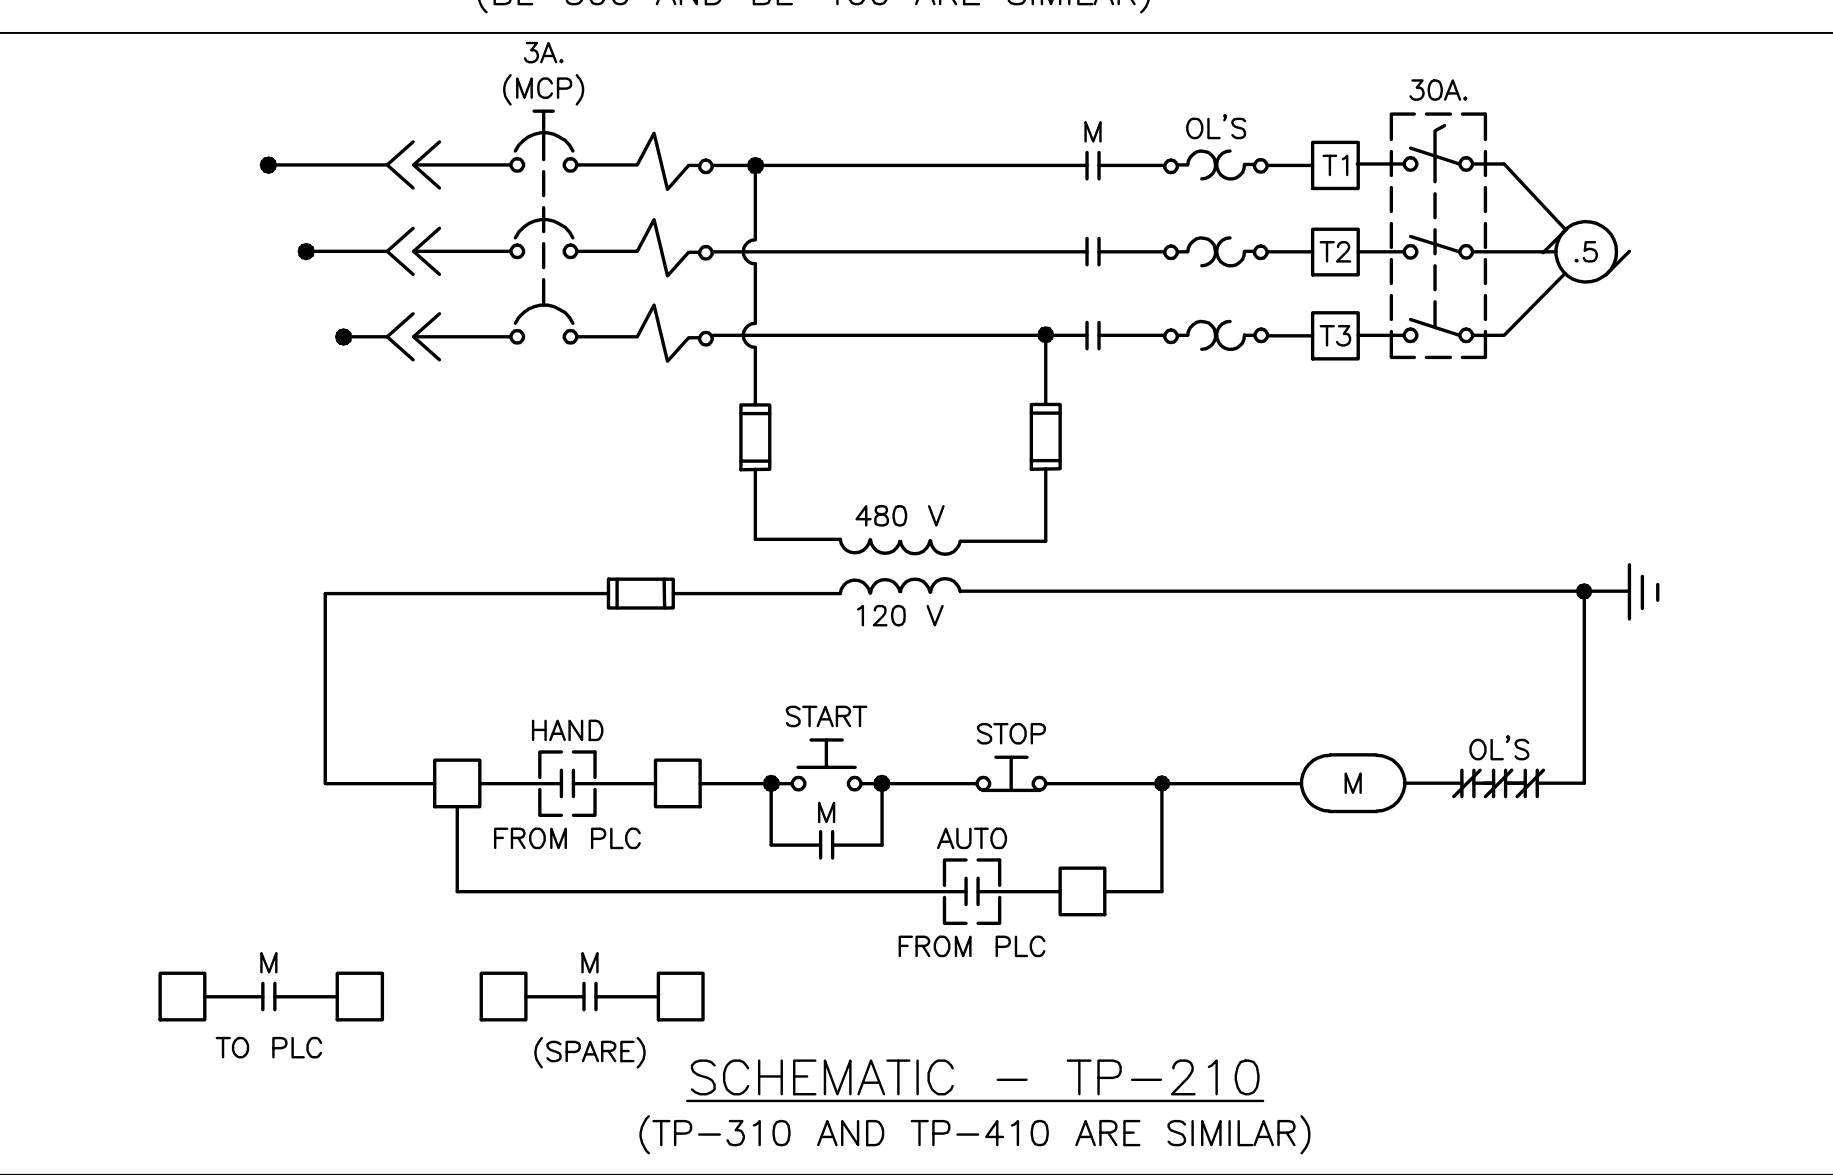 3A.
(MCP)
30A.
M
OL'S
T1
T2
.5
T3
480 V
120 V
HAND
START
STOP
OL'S
M
M
FROM PLC
AUTO
FROM PLC
M
M
TO PLC
(SPARE)
SCHEMATIC - TP-210
(TP-310 AND TP-410 ARE SIMILAR)